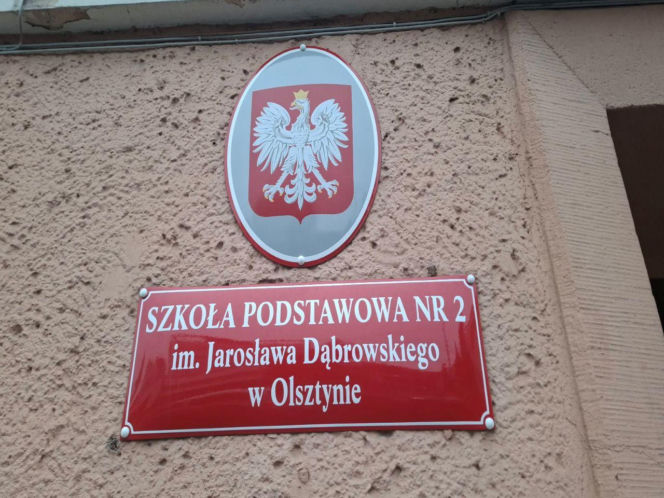 SZKOŁA PODSTAWOWA NR 2
im. Jarosława Dąbrowskiego
w Olsztynie